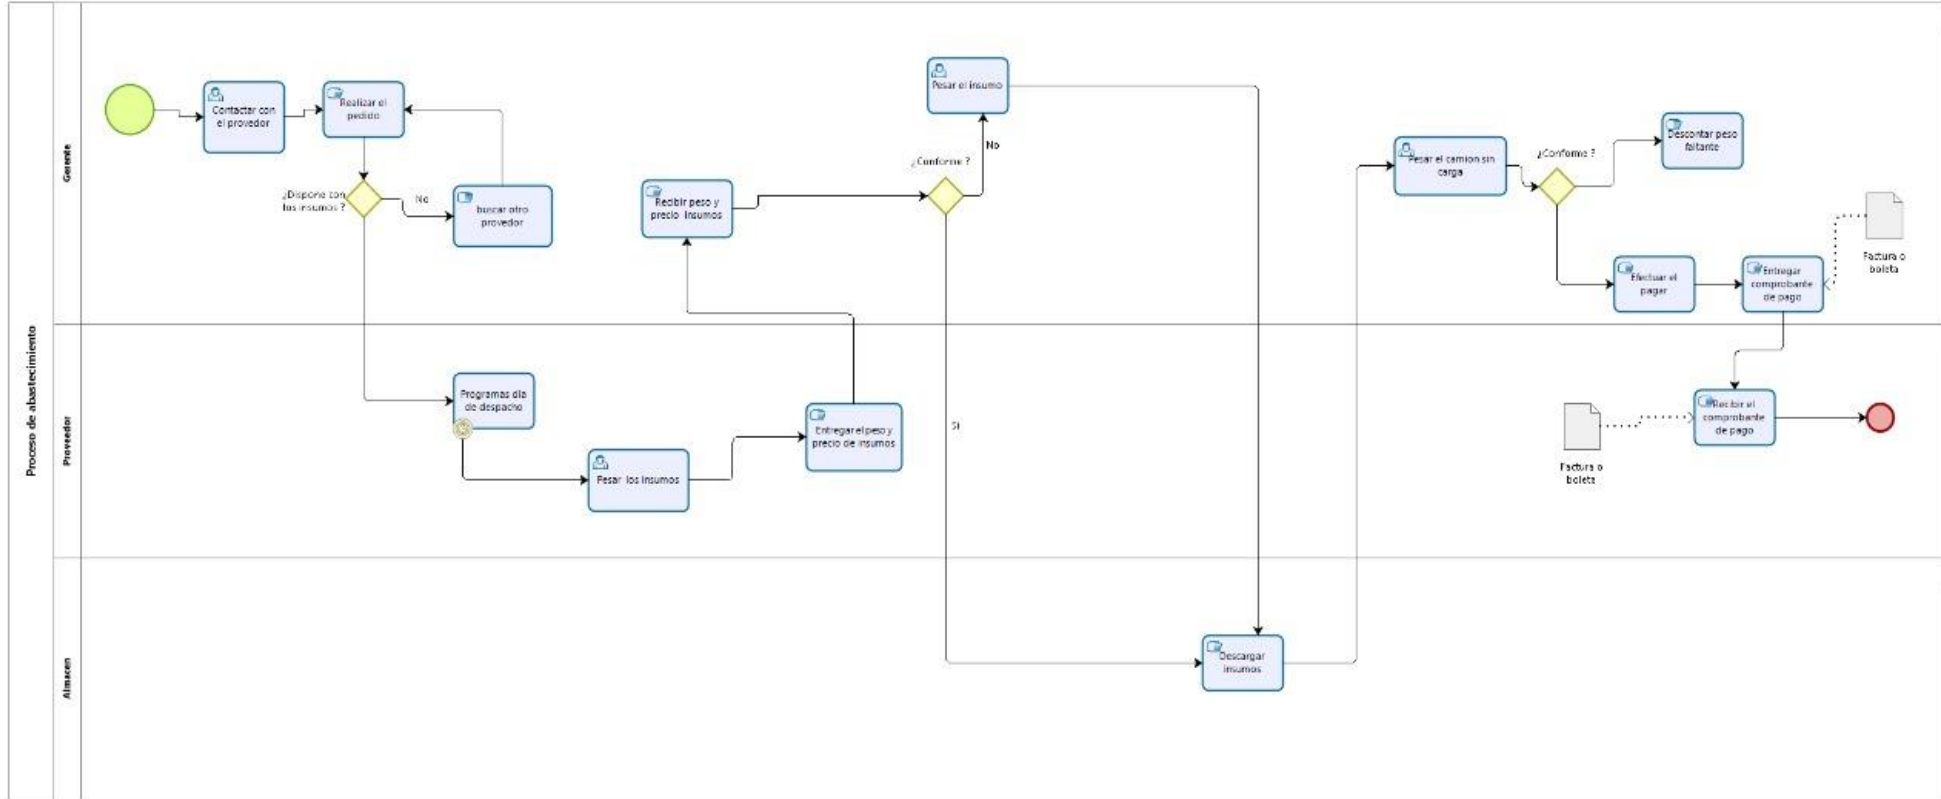 Proceso de abastecimiento
Gerente
Contactar con
el provedor
Realizar el
pedido
¿Dispone con
los insumos ?
No
buscar otro
provedor
Recibir peso y
precio insumos
¿Conforme ?
No
Pesar el insumo
Pesar el camion sin
carga
¿Conforme ?
Descontar peso
faltante
Efectuar el
pagar
Entregar
comprobante
de pago
Factura o
boleta
Proveedor
Programas dia
de despacho
Pesar los insumos
Entregar el peso y
precio de insumos
Si
Factura o
boleta
Recibir el
comprobante
de pago
Almacen
Descargar
insumos